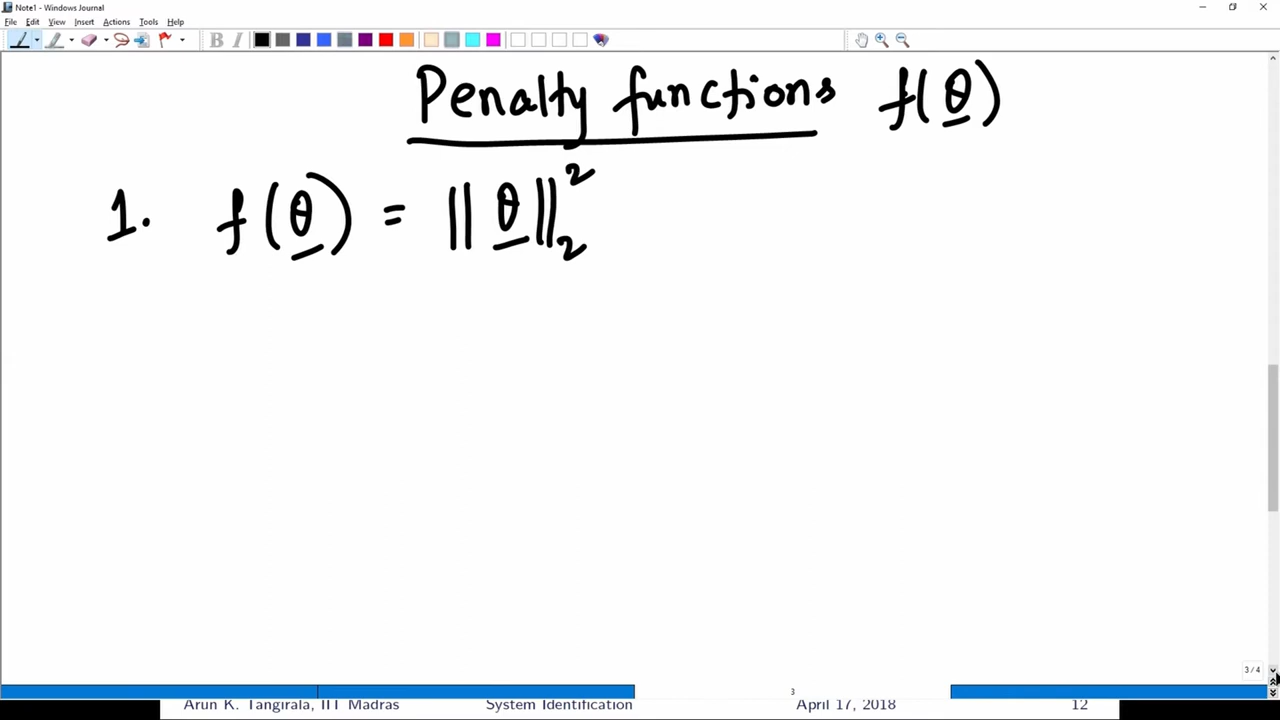 Note1 - Windows Journal
File Edit View Insert Actions Tools Help
B I
Penalty functions f(θ)
1. f(θ) = ||θ||₂²
3 / 4
3
Arun K. Tangirala, IIT Madras System Identification April 17, 2018 12